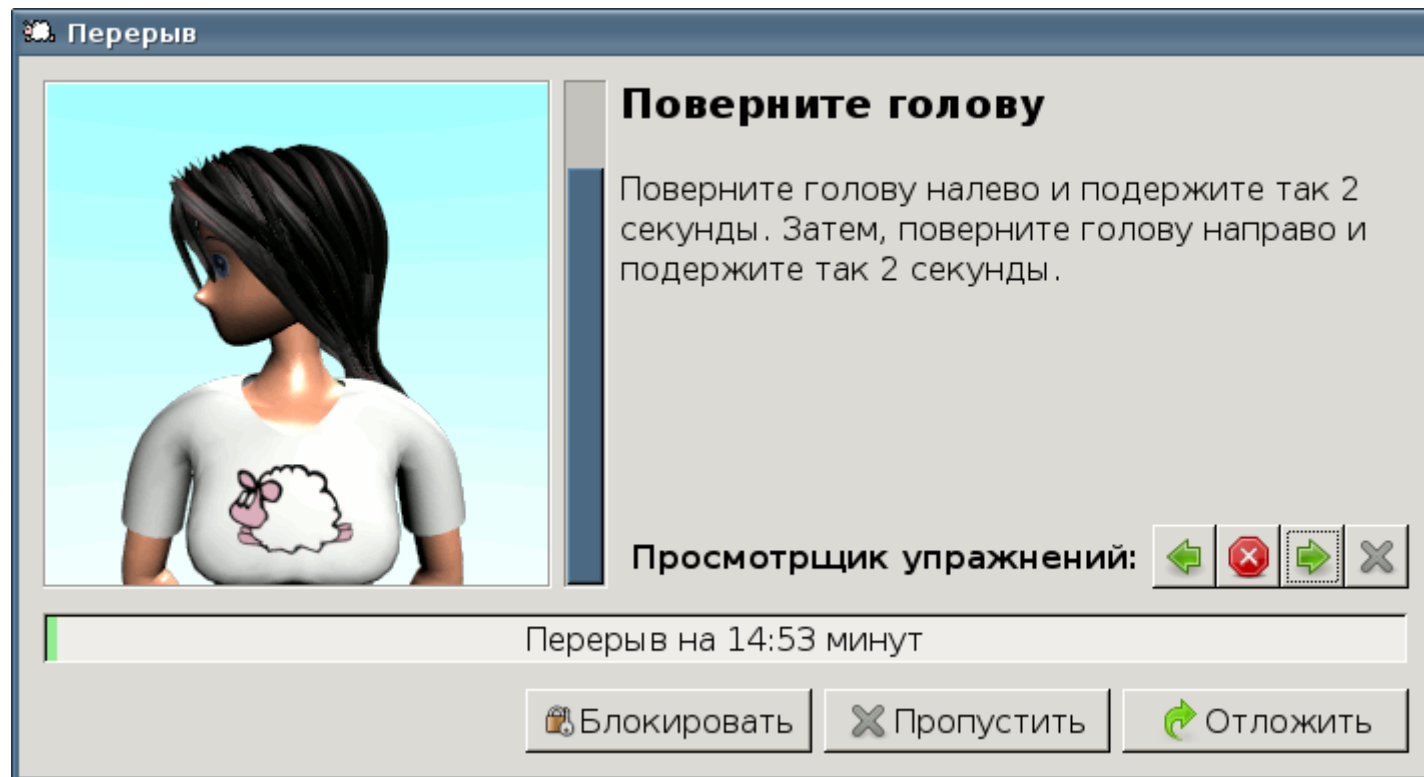 Перерыв
Поверните голову
Поверните голову налево и подержите так 2
секунды. Затем, поверните голову направо и
подержите так 2 секунды.
Просмотрщик упражнений:
Перерыв на 14:53 минут
Блокировать
Пропустить
Отложить